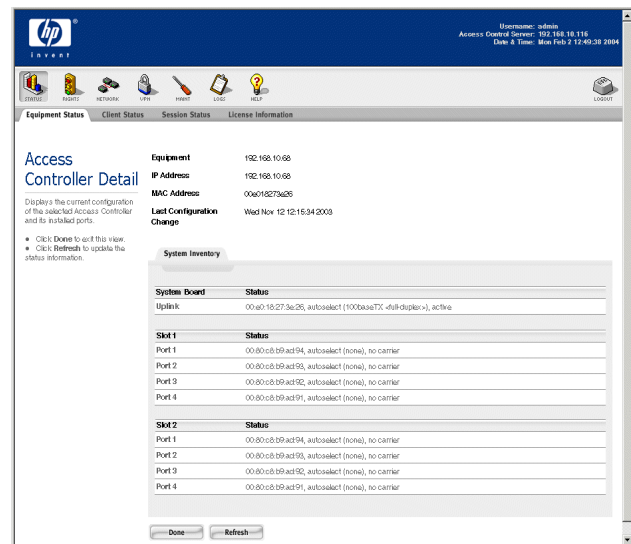 hp
®
invent
Username: admin
Access Control Server: 192.168.10.116
Date & Time: Mon Feb 2 12:49:38 2004
STATUS RIGHTS NETWORK VPN MAINT LOGS HELP LOGOUT
Equipment Status Client Status Session Status License Information
Access
Controller Detail
Displays the current configuration
of the selected Access Controller
and its installed ports.
Click Done to exit this view.
Click Refresh to update the
status information.
Equipment 192.168.10.68
IP Address 192.168.10.68
MAC Address 00e018273e26
Last Configuration Wed Nov 12 12:15:34 2003
Change
System Inventory
System Board Status
Uplink 00:e0:18:27:3e:26, autoselect (100baseTX <full-duplex>), active
Slot 1 Status
Port 1 00:80:c8:b9:ad:94, autoselect (none), no carrier
Port 2 00:80:c8:b9:ad:93, autoselect (none), no carrier
Port 3 00:80:c8:b9:ad:92, autoselect (none), no carrier
Port 4 00:80:c8:b9:ad:91, autoselect (none), no carrier
Slot 2 Status
Port 1 00:80:c8:b9:ad:94, autoselect (none), no carrier
Port 2 00:80:c8:b9:ad:93, autoselect (none), no carrier
Port 3 00:80:c8:b9:ad:92, autoselect (none), no carrier
Port 4 00:80:c8:b9:ad:91, autoselect (none), no carrier
Done Refresh